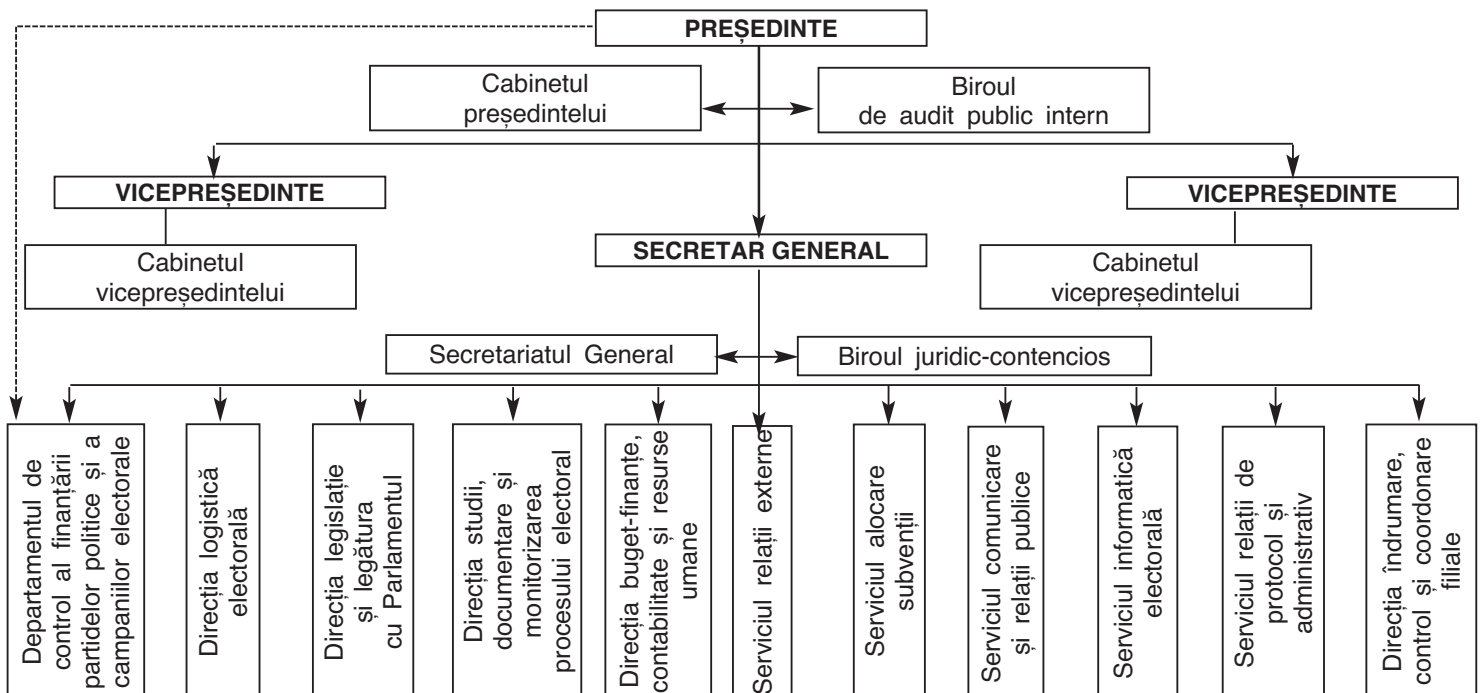 PREȘEDINTE
Cabinetul
președintelui
Biroul
de audit public intern
VICEPREȘEDINTE
VICEPREȘEDINTE
SECRETAR GENERAL
Cabinetul
vicepreședintelui
Cabinetul
vicepreședintelui
Secretariatul General
Biroul juridic-contencios
Departamentul de
control al finanțării
partidelor politice și a
campaniilor electorale
Direcția logistică
electorală
Direcția legislație
și legătura
cu Parlamentul
Direcția studii,
documentare și
monitorizarea
procesului electoral
Direcția buget-finanțe,
contabilitate și resurse
umane
Serviciul relații externe
Serviciul alocare
subvenții
Serviciul comunicare
și relații publice
Serviciul informatică
electorală
Serviciul relații de
protocol și
administrativ
Direcția îndrumare,
control și coordonare
filiale